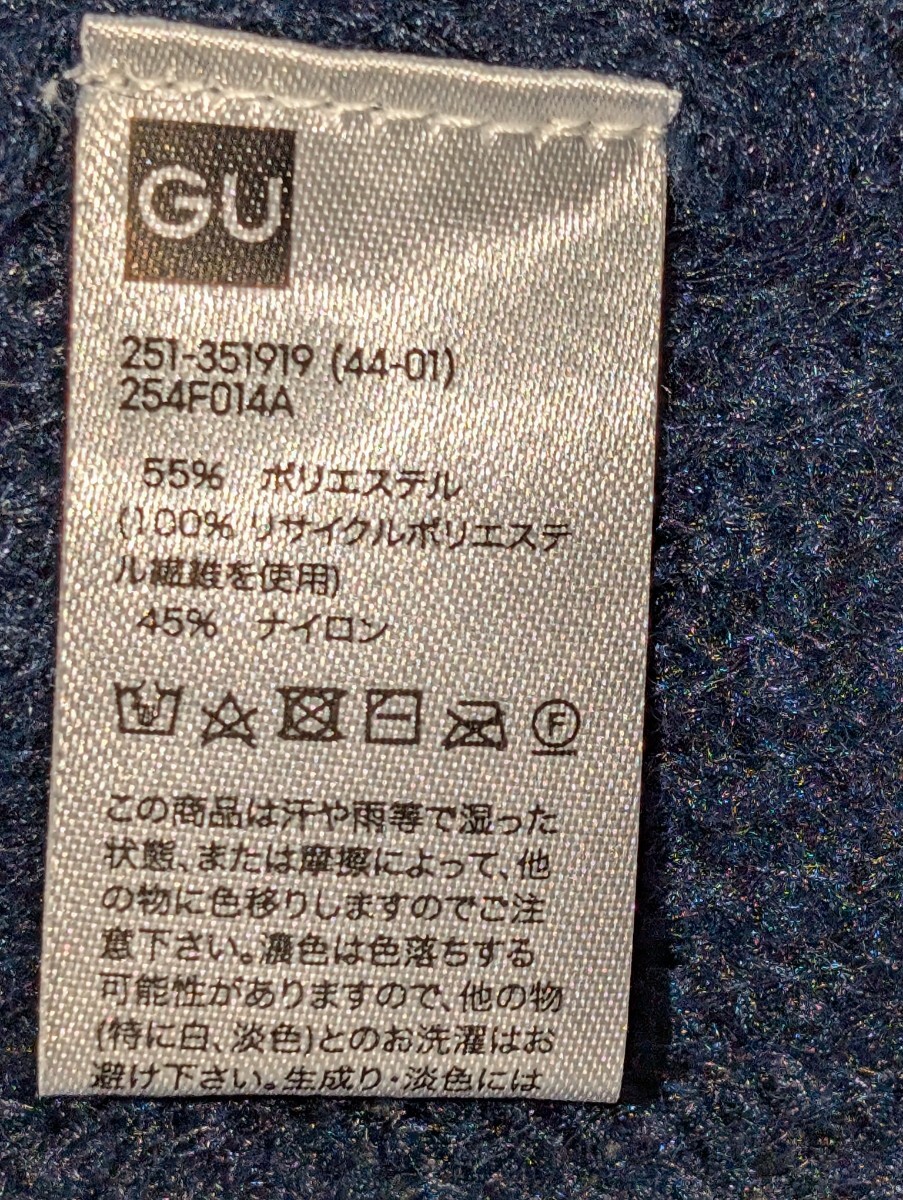 GU
251-351919 (44-01)
254F014A
55% ポリエステル
(100% リサイクルポリエステ
ル繊維を使用)
45% ナイロン
F
この商品は汗や雨等で湿った
状態、または摩擦によって、他
の物に色移りしますのでご注
意下さい。濃色は色落ちする
可能性がありますので、他の物
(特に白、淡色)とのお洗濯はお
避け下さい。生成り・淡色には